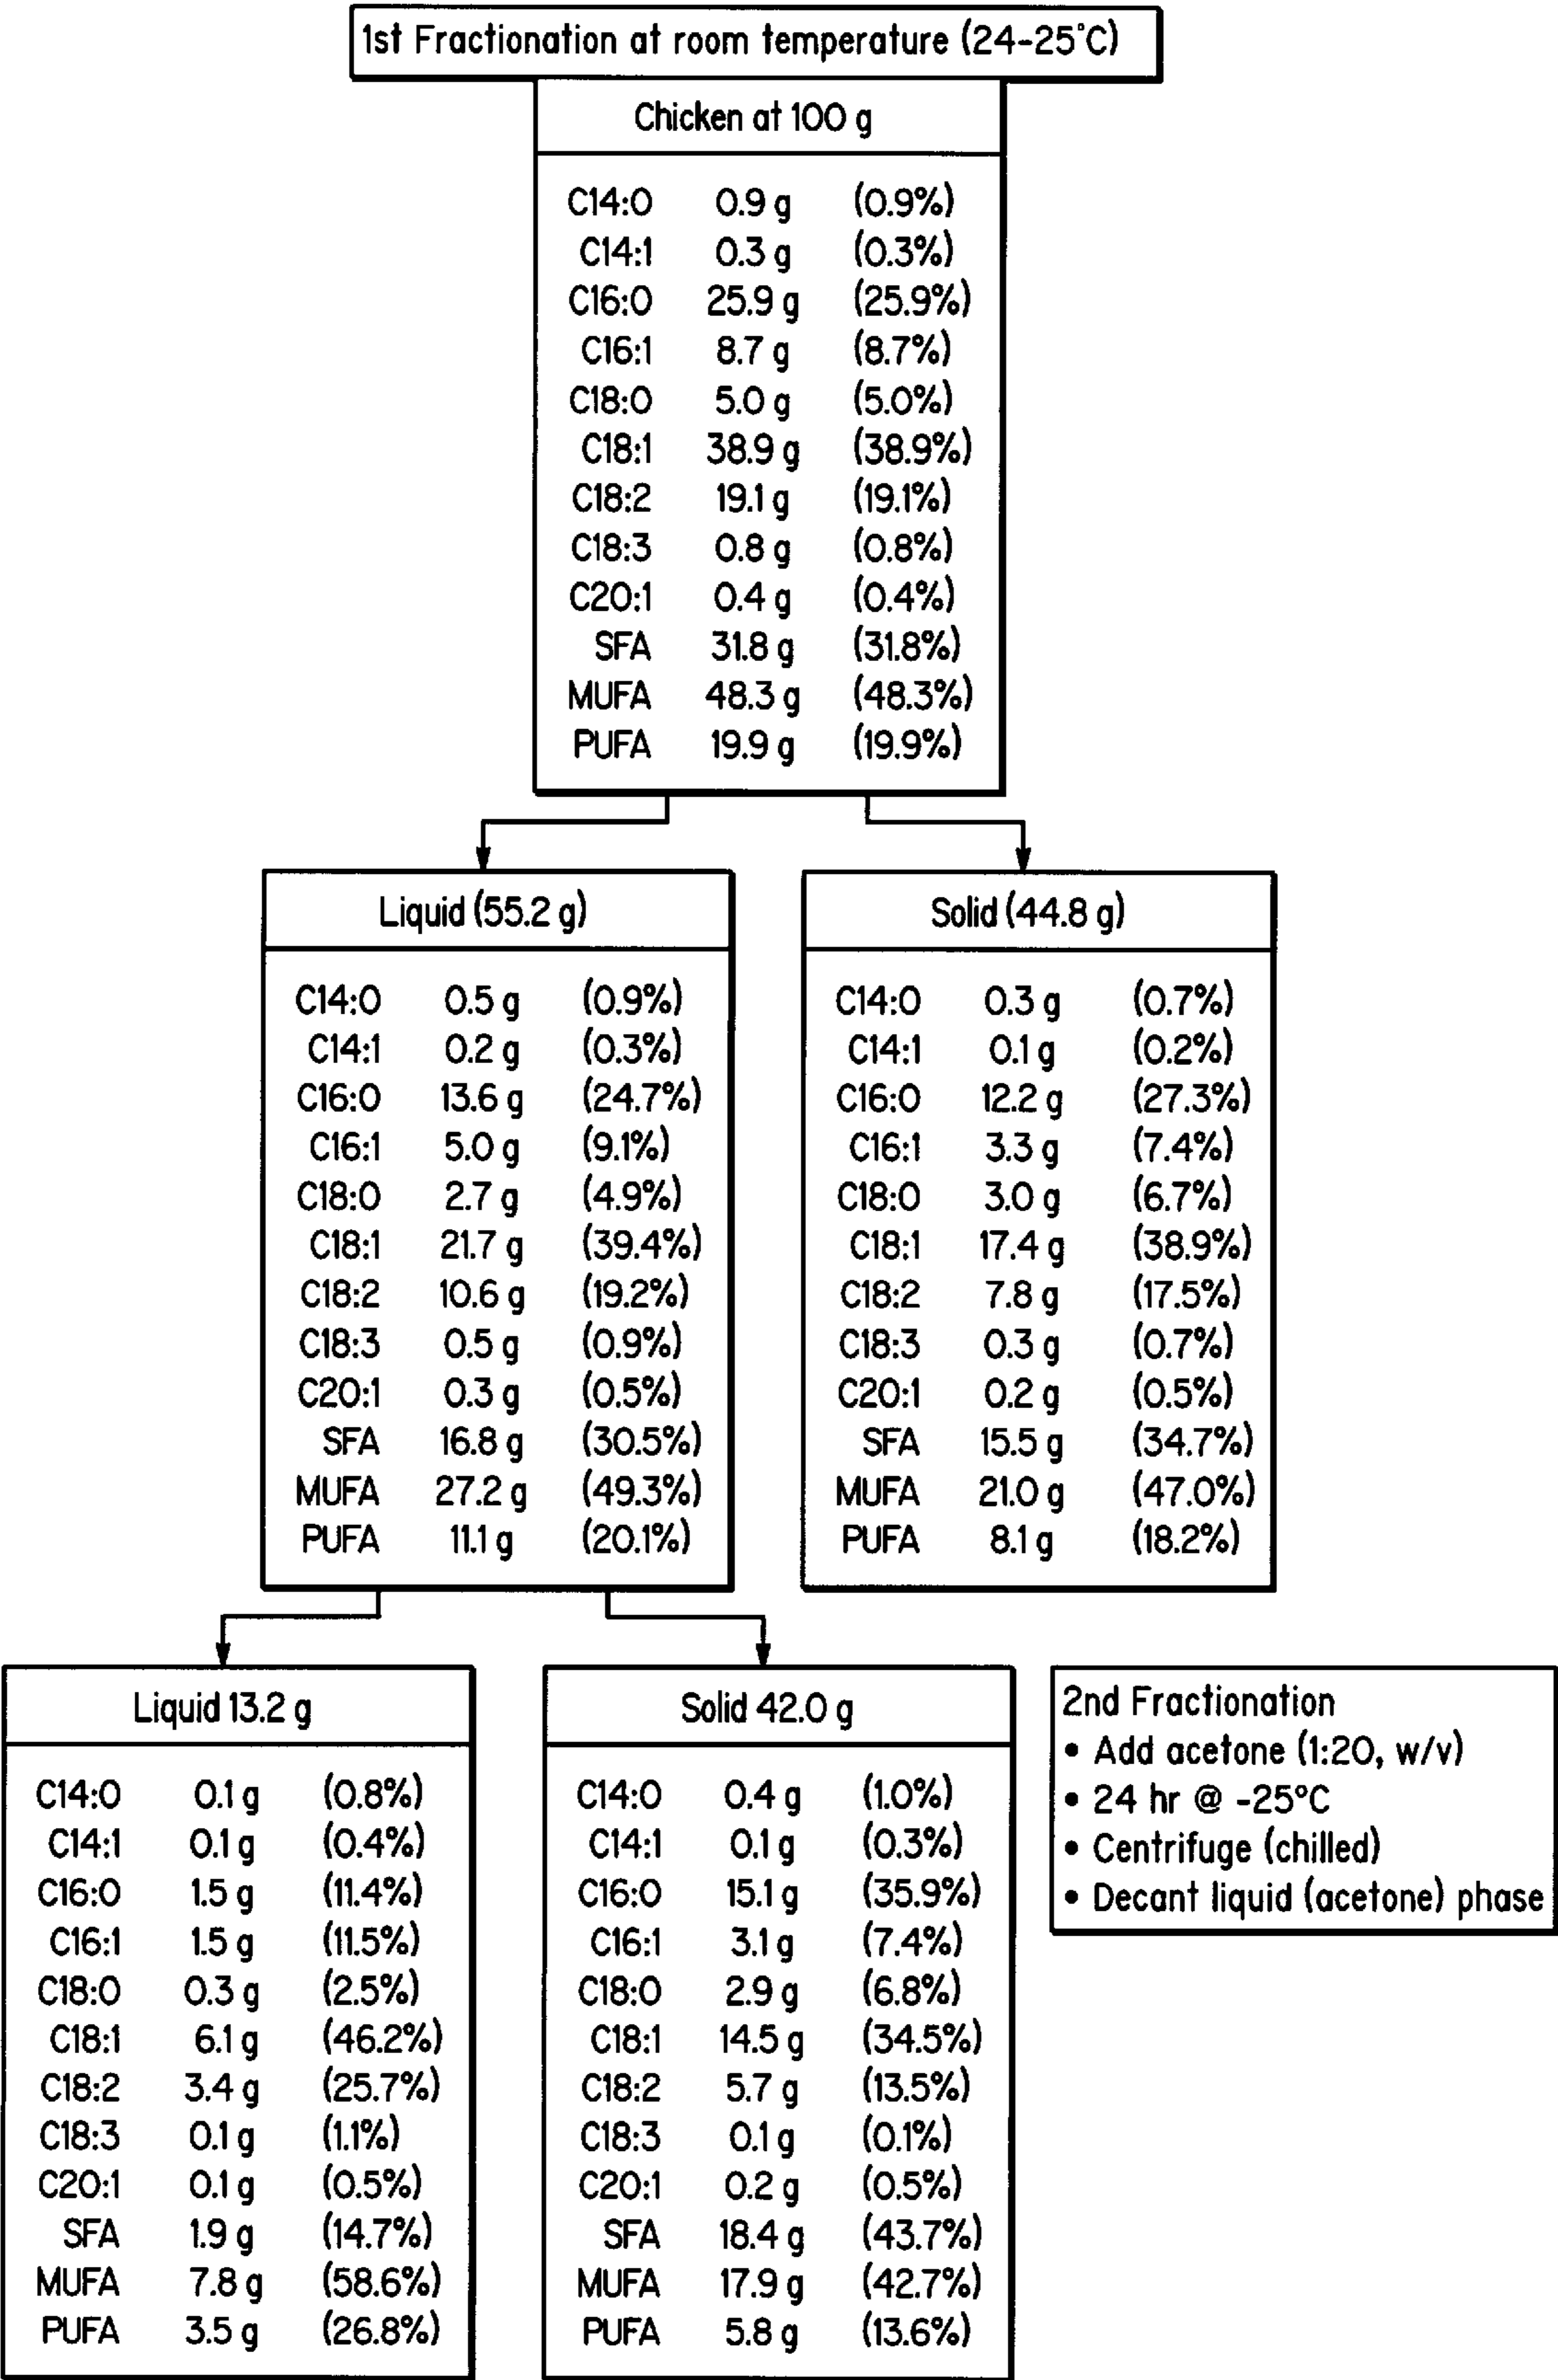 1st Fractionation at room temperature (24-25°C)
Chicken at 100 g
C14:0 0.9 g (0.9%)
C14:1 0.3 g (0.3%)
C16:0 25.9 g (25.9%)
C16:1 8.7 g (8.7%)
C18:0 5.0 g (5.0%)
C18:1 38.9 g (38.9%)
C18:2 19.1 g (19.1%)
C18:3 0.8 g (0.8%)
C20:1 0.4 g (0.4%)
SFA 31.8 g (31.8%)
MUFA 48.3 g (48.3%)
PUFA 19.9 g (19.9%)
Liquid (55.2 g)
C14:0 0.5 g (0.9%)
C14:1 0.2 g (0.3%)
C16:0 13.6 g (24.7%)
C16:1 5.0 g (9.1%)
C18:0 2.7 g (4.9%)
C18:1 21.7 g (39.4%)
C18:2 10.6 g (19.2%)
C18:3 0.5 g (0.9%)
C20:1 0.3 g (0.5%)
SFA 16.8 g (30.5%)
MUFA 27.2 g (49.3%)
PUFA 11.1 g (20.1%)
Solid (44.8 g)
C14:0 0.3 g (0.7%)
C14:1 0.1 g (0.2%)
C16:0 12.2 g (27.3%)
C16:1 3.3 g (7.4%)
C18:0 3.0 g (6.7%)
C18:1 17.4 g (38.9%)
C18:2 7.8 g (17.5%)
C18:3 0.3 g (0.7%)
C20:1 0.2 g (0.5%)
SFA 15.5 g (34.7%)
MUFA 21.0 g (47.0%)
PUFA 8.1 g (18.2%)
Liquid 13.2 g
C14:0 0.1 g (0.8%)
C14:1 0.1 g (0.4%)
C16:0 1.5 g (11.4%)
C16:1 1.5 g (11.5%)
C18:0 0.3 g (2.5%)
C18:1 6.1 g (46.2%)
C18:2 3.4 g (25.7%)
C18:3 0.1 g (1.1%)
C20:1 0.1 g (0.5%)
SFA 1.9 g (14.7%)
MUFA 7.8 g (58.6%)
PUFA 3.5 g (26.8%)
Solid 42.0 g
C14:0 0.4 g (1.0%)
C14:1 0.1 g (0.3%)
C16:0 15.1 g (35.9%)
C16:1 3.1 g (7.4%)
C18:0 2.9 g (6.8%)
C18:1 14.5 g (34.5%)
C18:2 5.7 g (13.5%)
C18:3 0.1 g (0.1%)
C20:1 0.2 g (0.5%)
SFA 18.4 g (43.7%)
MUFA 17.9 g (42.7%)
PUFA 5.8 g (13.6%)
2nd Fractionation
• Add acetone (1:20, w/v)
• 24 hr @ -25°C
• Centrifuge (chilled)
• Decant liquid (acetone) phase